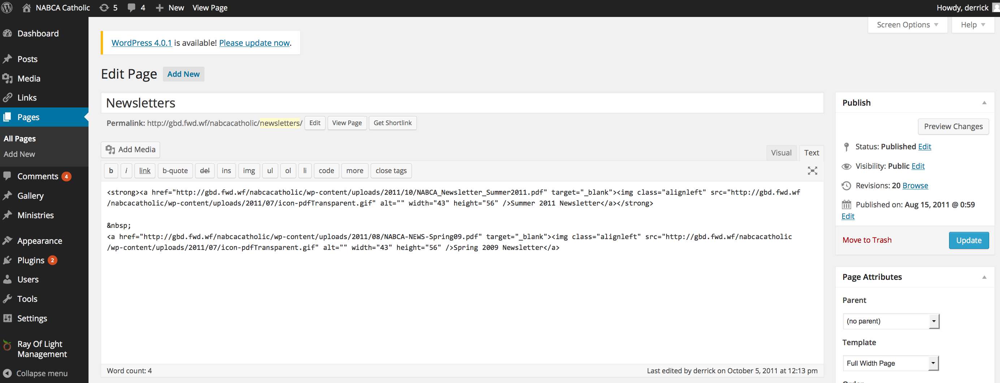 NABCA Catholic 5 4 New View Page Howdy, derrick
Screen Options Help
Dashboard
Posts
Media
Links
Pages
All Pages
Add New
Comments 4
Gallery
Ministries
Appearance
Plugins 2
Users
Tools
Settings
Ray Of Light
Management
Collapse menu
WordPress 4.0.1 is available! Please update now.
Edit Page Add New
Newsletters
Permalink: http://gbd.fwd.wf/nabcacatholic/newsletters/ Edit View Page Get Shortlink
Add Media
Visual Text
b i link b-quote del ins img ul ol li code more close tags
<strong><a href="http://gbd.fwd.wf/nabcacatholic/wp-content/uploads/2011/10/NABCA_Newsletter_Summer2011.pdf" target="_blank"><img class="alignleft" src="http://gbd.fwd.wf
/nabcacatholic/wp-content/uploads/2011/07/icon-pdfTransparent.gif" alt="" width="43" height="56" />Summer 2011 Newsletter</a></strong>
&nbsp;
<a href="http://gbd.fwd.wf/nabcacatholic/wp-content/uploads/2011/08/NABCA-NEWS-Spring09.pdf" target="_blank"><img class="alignleft" src="http://gbd.fwd.wf/nabcacatholic
/wp-content/uploads/2011/07/icon-pdfTransparent.gif" alt="" width="43" height="56" />Spring 2009 Newsletter</a>
Word count: 4
Last edited by derrick on October 5, 2011 at 12:13 pm
Publish
Preview Changes
Status: Published Edit
Visibility: Public Edit
Revisions: 20 Browse
Published on: Aug 15, 2011 @ 0:59
Edit
Move to Trash Update
Page Attributes
Parent
(no parent)
Template
Full Width Page